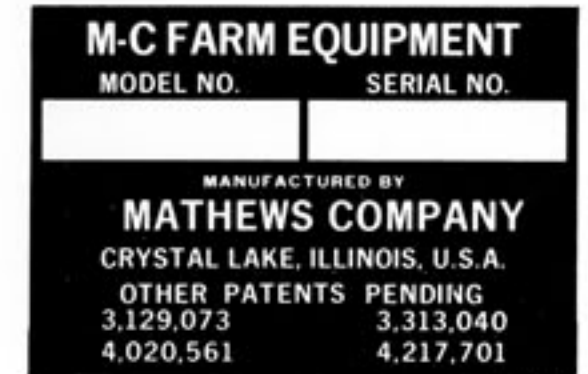 M-C FARM EQUIPMENT
MODEL NO. SERIAL NO.
MANUFACTURED BY
MATHEWS COMPANY
CRYSTAL LAKE, ILLINOIS, U.S.A.
OTHER PATENTS PENDING
3,129,073 3,313,040
4,020,561 4,217,701